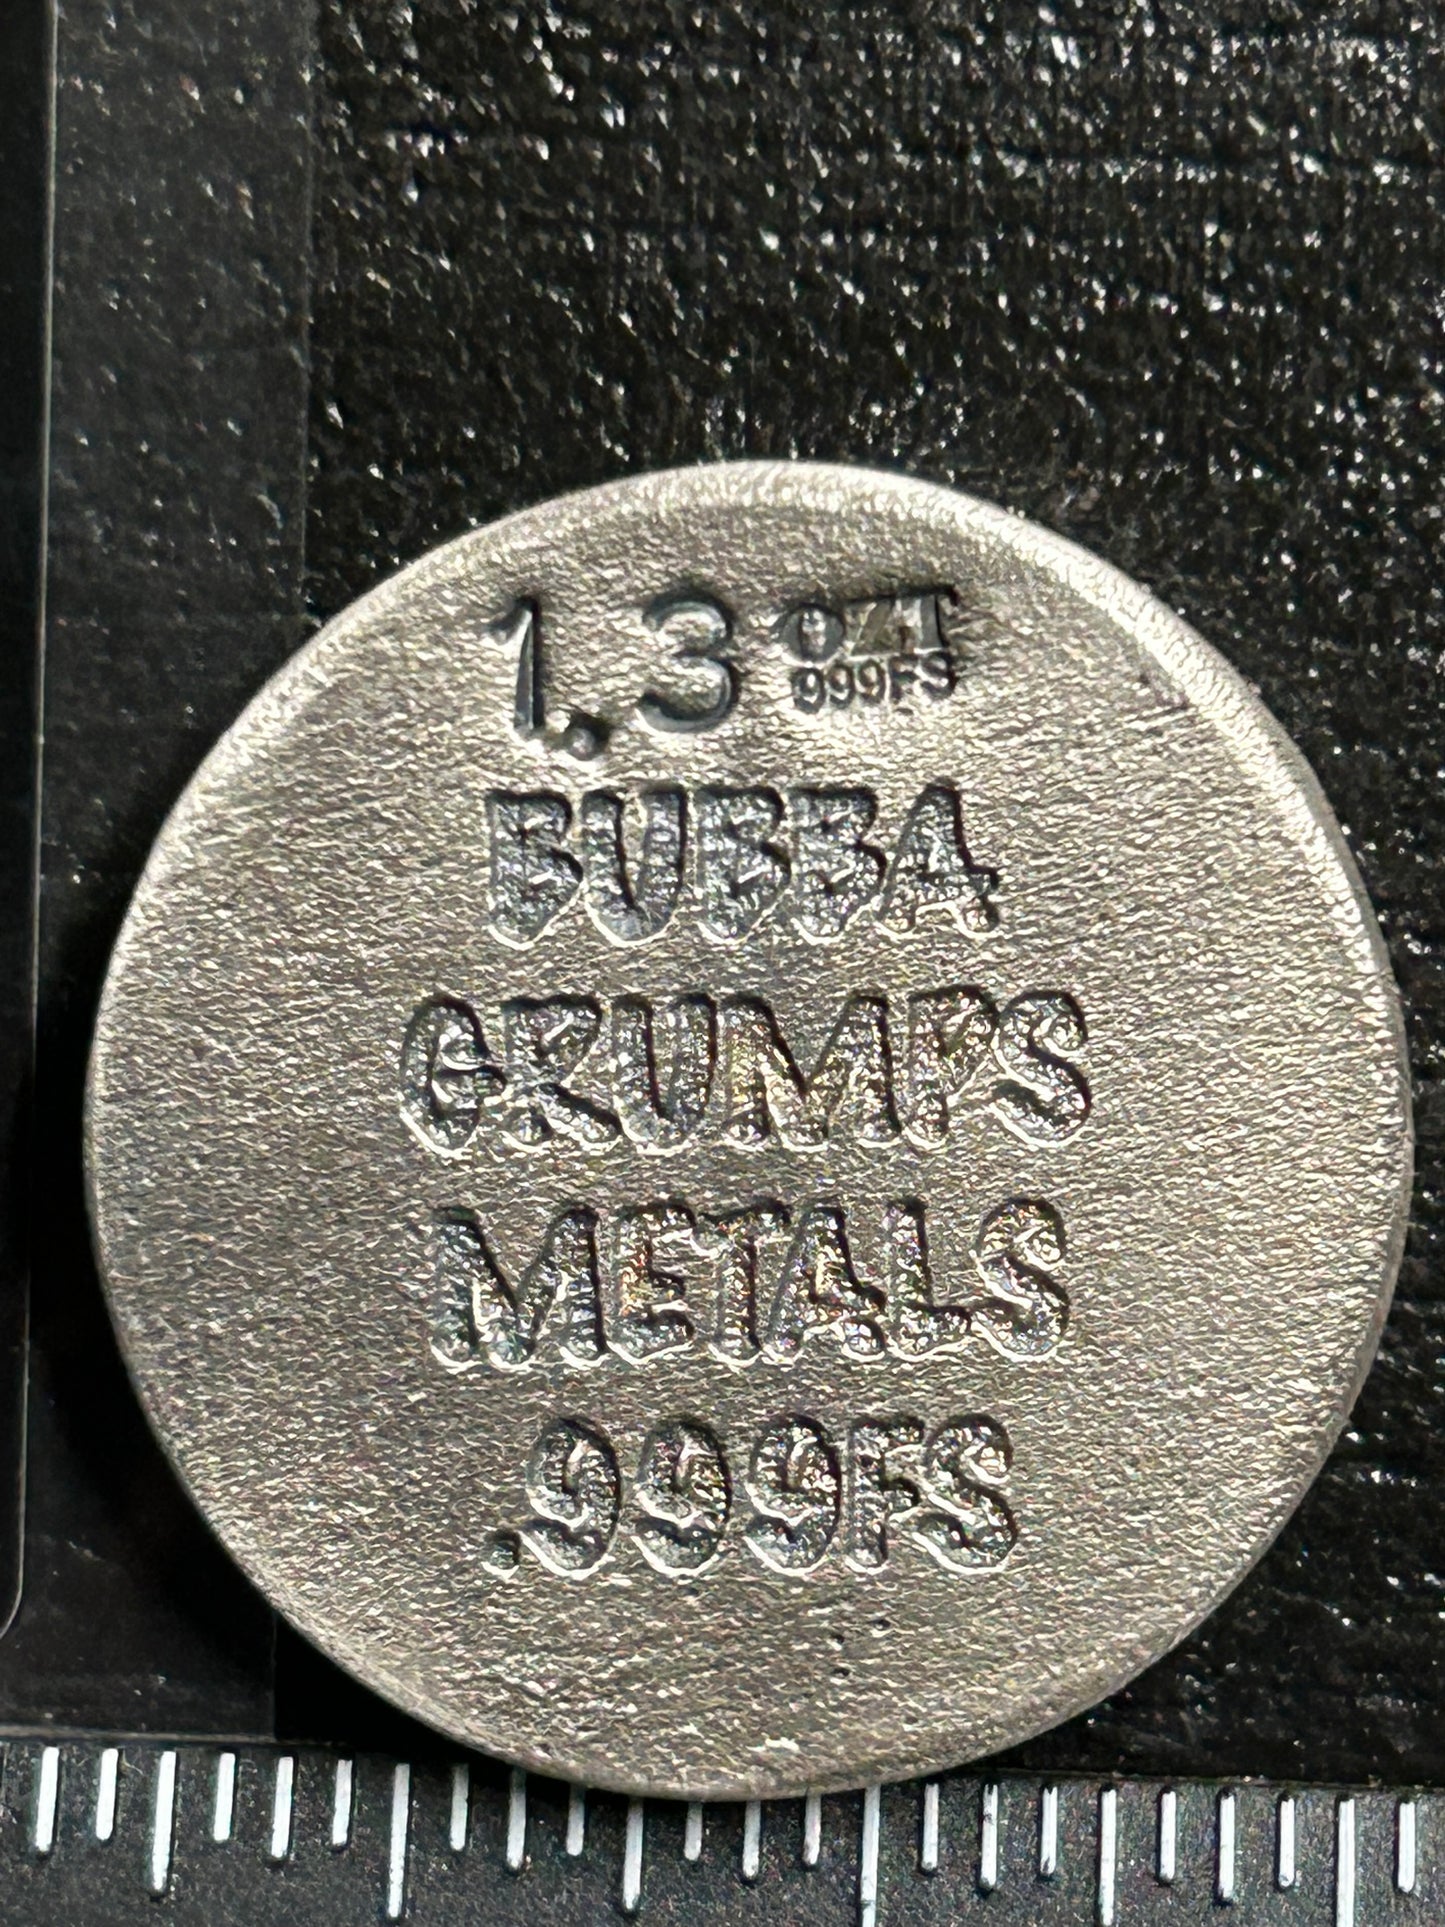 1.3 OZT
999FS
BUBBA
GRUMPS
METALS
.999FS